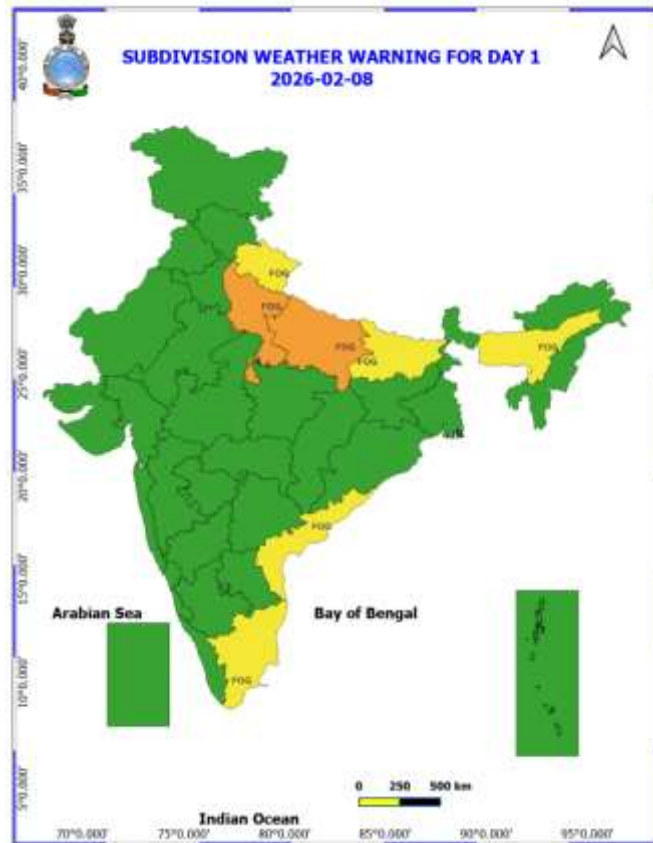 SUBDIVISION WEATHER WARNING FOR DAY 1
2026-02-08
40°0.000'
35°0.000'
30°0.000'
25°0.000'
20°0.000'
15°0.000'
10°0.000'
5°0.000'
FOG
FOG
FOG
FOG
FOG
FOG
FOG
Arabian Sea
Bay of Bengal
0 250 500 km
Indian Ocean
70°0.000' 75°0.000' 80°0.000' 85°0.000' 90°0.000' 95°0.000'